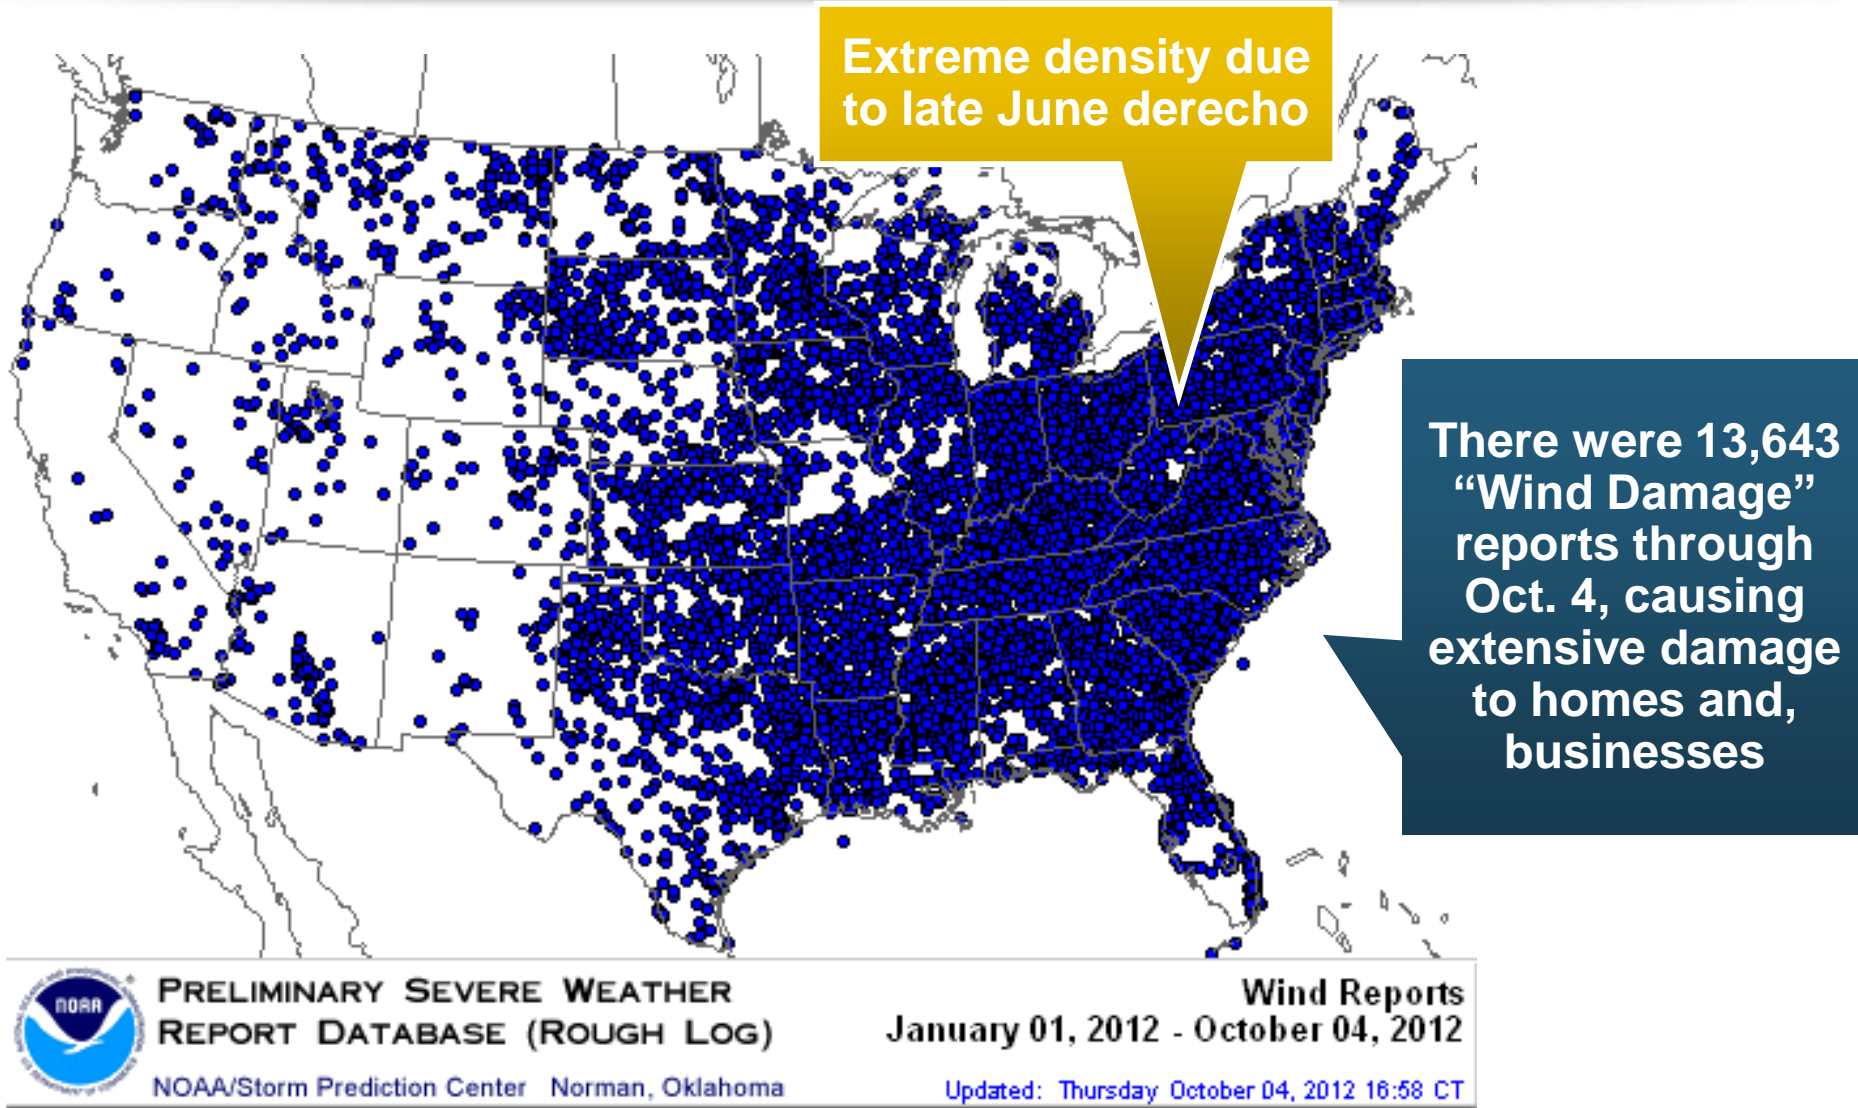 Extreme density due
to late June derecho
There were 13,643
“Wind Damage”
reports through
Oct. 4, causing
extensive damage
to homes and,
businesses
NOAA
PRELIMINARY SEVERE WEATHER
REPORT DATABASE (ROUGH LOG)
NOAA/Storm Prediction Center Norman, Oklahoma
Wind Reports
January 01, 2012 - October 04, 2012
Updated: Thursday October 04, 2012 16:58 CT